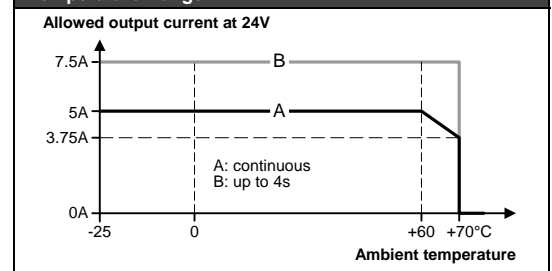 Allowed output current at 24V
7.5A
B
5A
A
3.75A
A: continuous
B: up to 4s
0A
-25
0
+60
+70°C
Ambient temperature